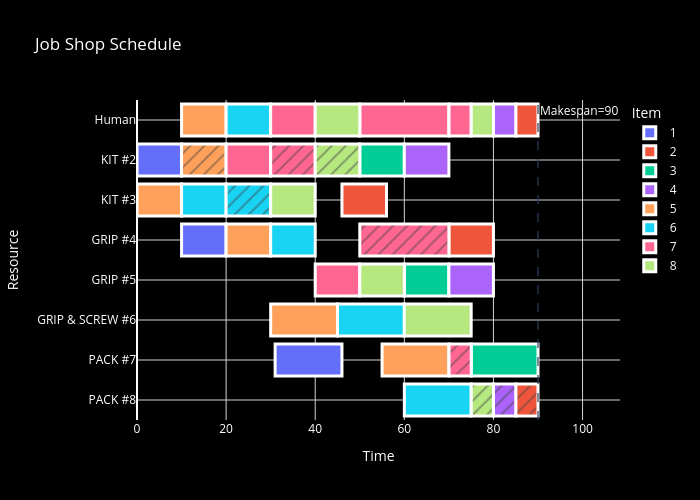 Job Shop Schedule
Makespan=90
Item
1
2
3
4
5
6
7
8
Resource
Human
KIT #2
KIT #3
GRIP #4
GRIP #5
GRIP & SCREW #6
PACK #7
PACK #8
0 20 40 60 80 100
Time